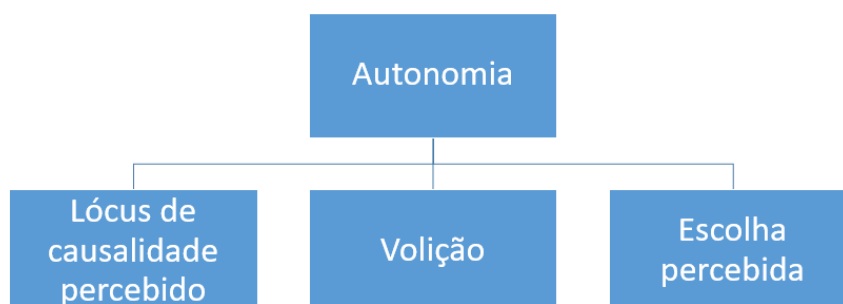 Autonomia
Lócus de
causalidade
percebido
Volição
Escolha
percebida